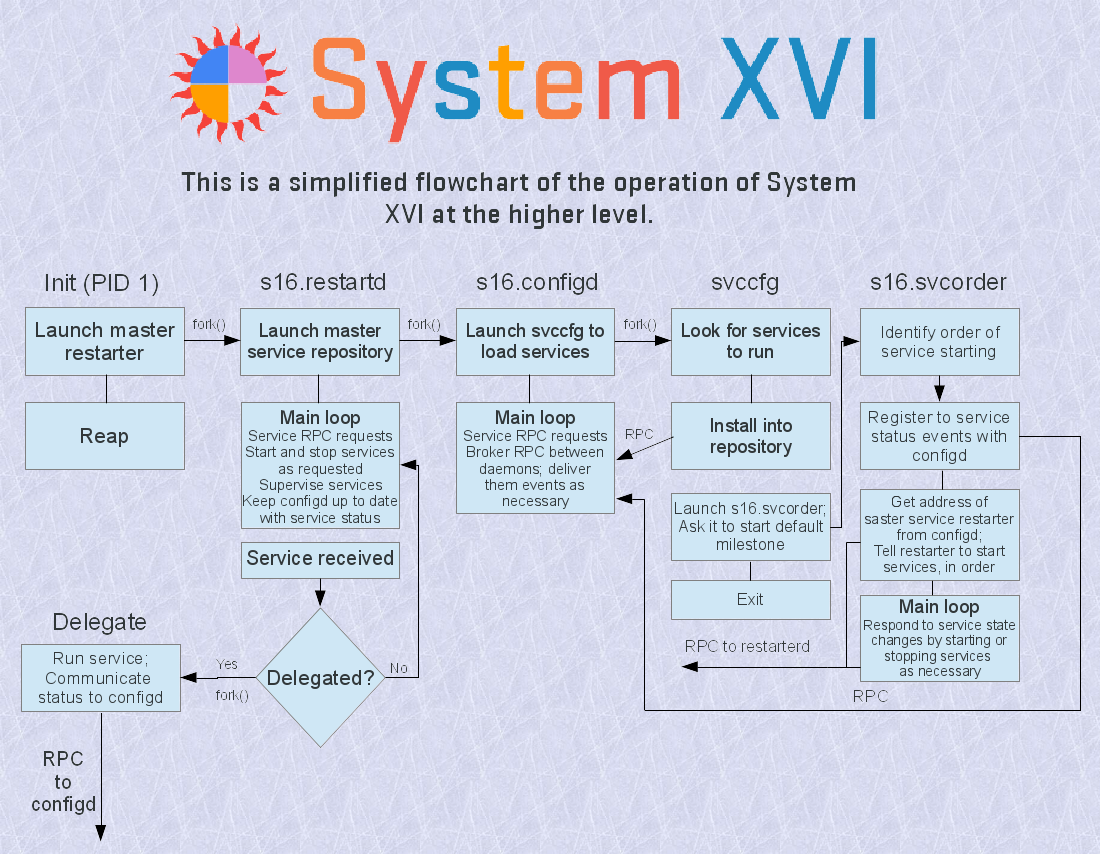 System XVI
This is a simplified flowchart of the operation of System
XVI at the higher level.
Init (PID 1)
Launch master
restarter
Reap
fork()
s16.restartd
Launch master
service repository
Main loop
Service RPC requests
Start and stop services
as requested
Supervise services
Keep configd up to date
with service status
Service received
Delegated?
No
Yes
fork()
Delegate
Run service;
Communicate
status to configd
RPC
to
configd
fork()
s16.configd
Launch svccfg to
load services
Main loop
Service RPC requests
Broker RPC between
daemons; deliver
them events as
necessary
fork()
RPC
svccfg
Look for services
to run
Install into
repository
Launch s16.svcorder;
Ask it to start default
milestone
Exit
s16.svcorder
Identify order of
service starting
Register to service
status events with
configd
Get address of
saster service restarter
from configd;
Tell restarter to start
services, in order
Main loop
Respond to service state
changes by starting or
stopping services
as necessary
RPC to restarterd
RPC